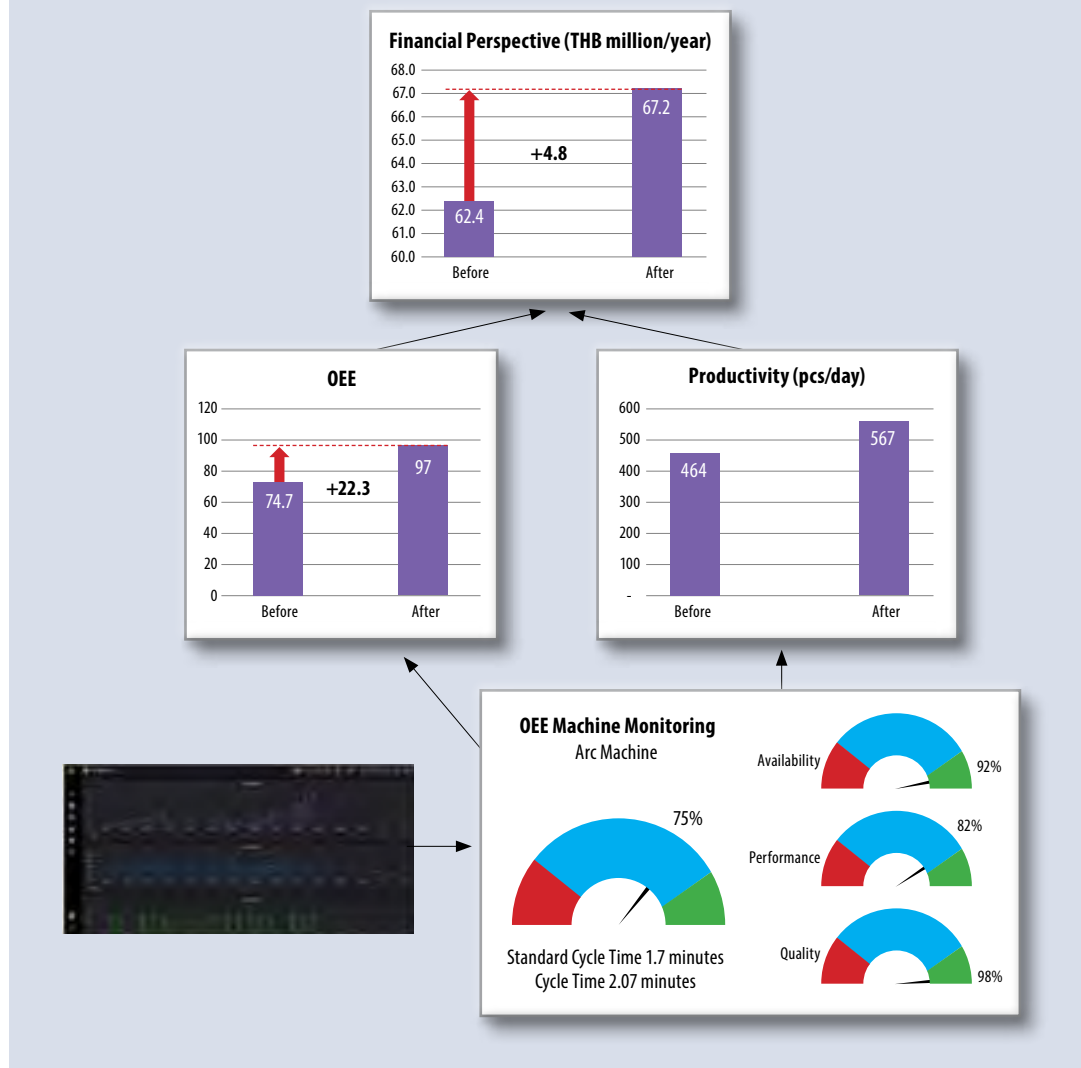 Financial Perspective (THB million/year)
68.0
67.0
66.0
65.0
64.0
63.0
62.0
61.0
60.0
62.4
+4.8
67.2
Before
After
OEE
120
100
80
60
40
20
0
74.7
+22.3
97
Before
After
Productivity (pcs/day)
600
500
400
300
200
100
-
464
567
Before
After
OEE Machine Monitoring
Arc Machine
75%
Standard Cycle Time 1.7 minutes
Cycle Time 2.07 minutes
Availability
92%
Performance
82%
Quality
98%